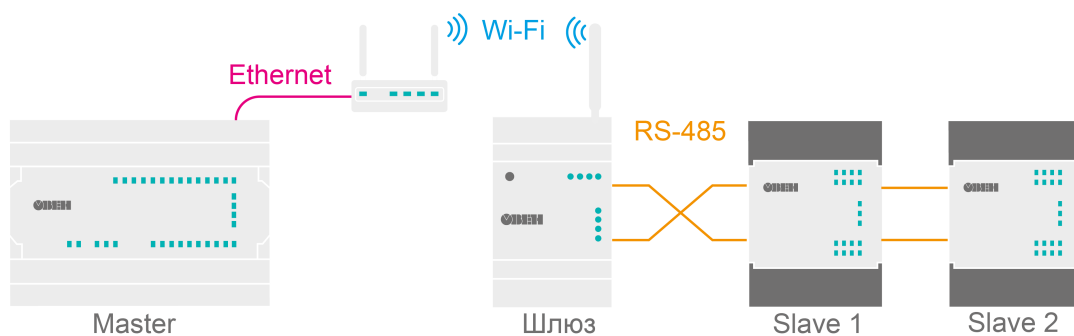 Wi-Fi
Ethernet
RS-485
ОВЕН
ОВЕН
ОВЕН
ОВЕН
Master
Шлюз
Slave 1
Slave 2